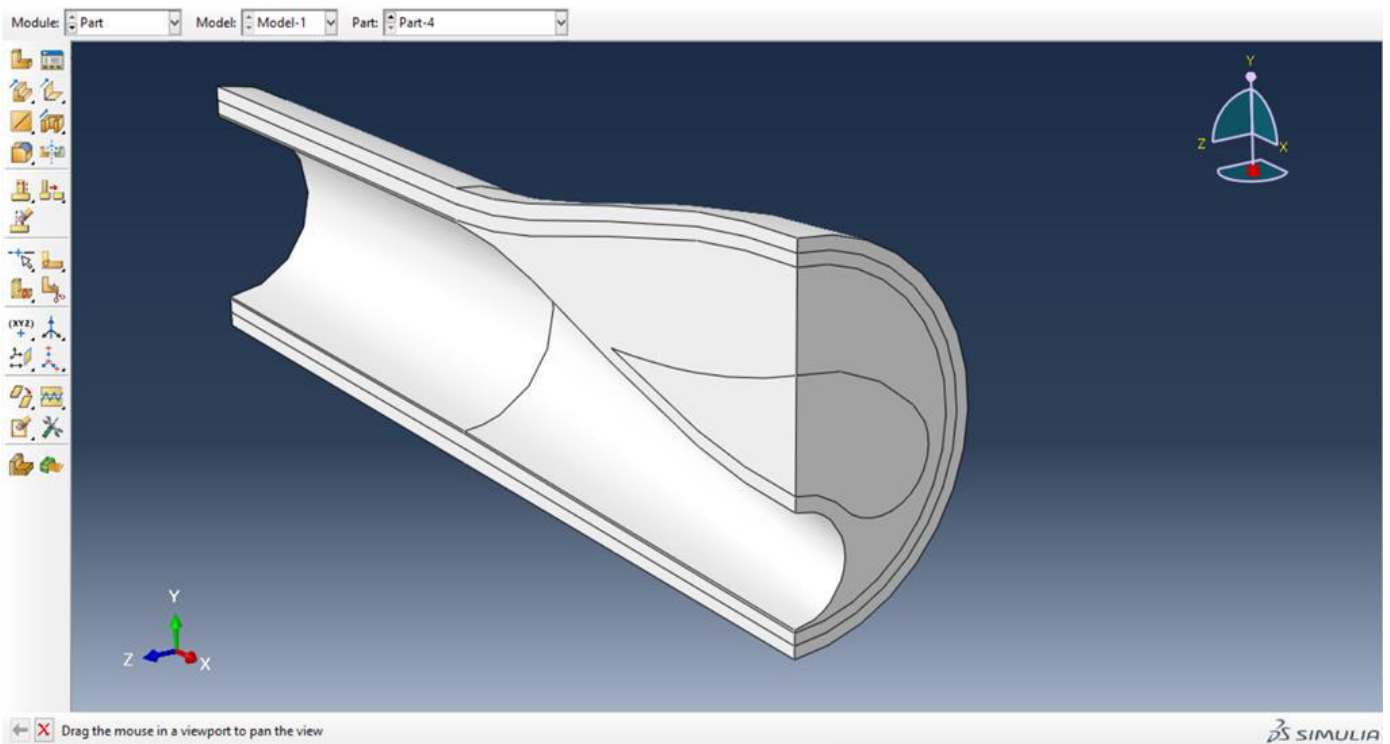 Module: Part Model: Model-1 Part: Part-4
Y
Z X
(XYZ)
Y
Z X
Drag the mouse in a viewport to pan the view
3S SIMULIA